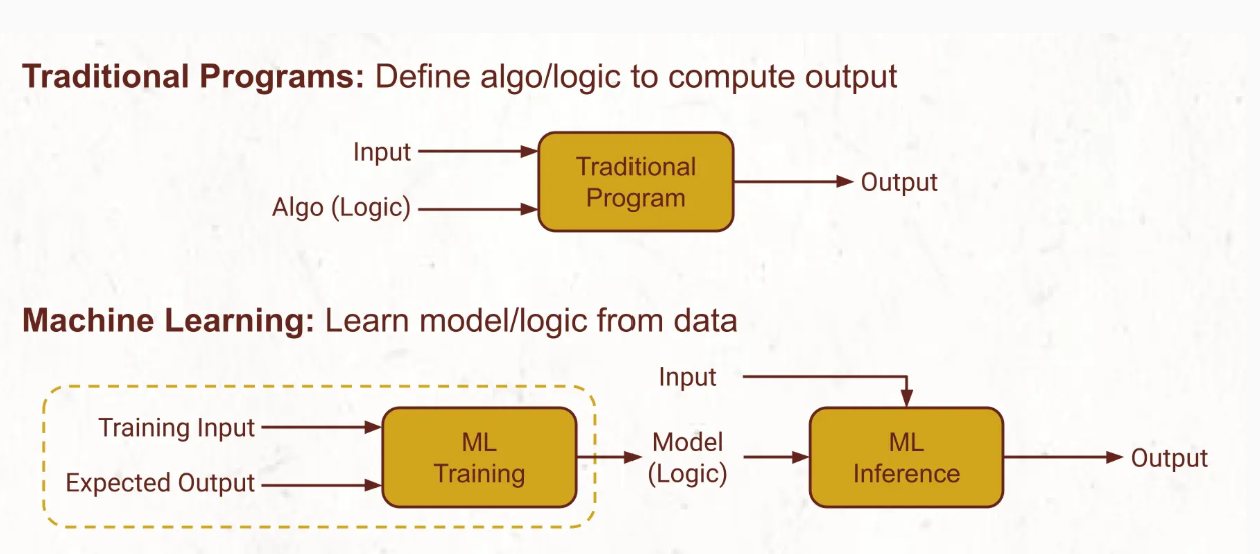 Traditional Programs: Define algo/logic to compute output
Input
Algo (Logic)
Traditional
Program
Output
Machine Learning: Learn model/logic from data
Training Input
Expected Output
ML
Training
Input
Model
(Logic)
ML
Inference
Output